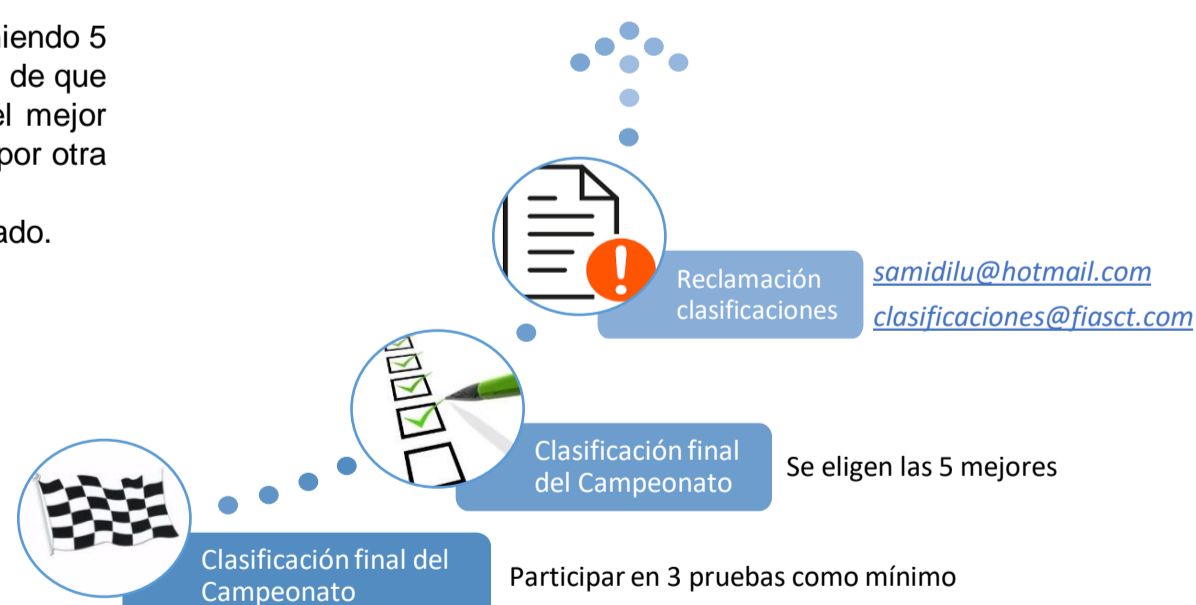 iendo 5
de que
el mejor
por otra
ado.
Reclamación
clasificaciones
samidilu@hotmail.com
clasificaciones@fiasct.com
Clasificación final
del Campeonato
Se eligen las 5 mejores
Clasificación final del
Campeonato
Participar en 3 pruebas como mínimo